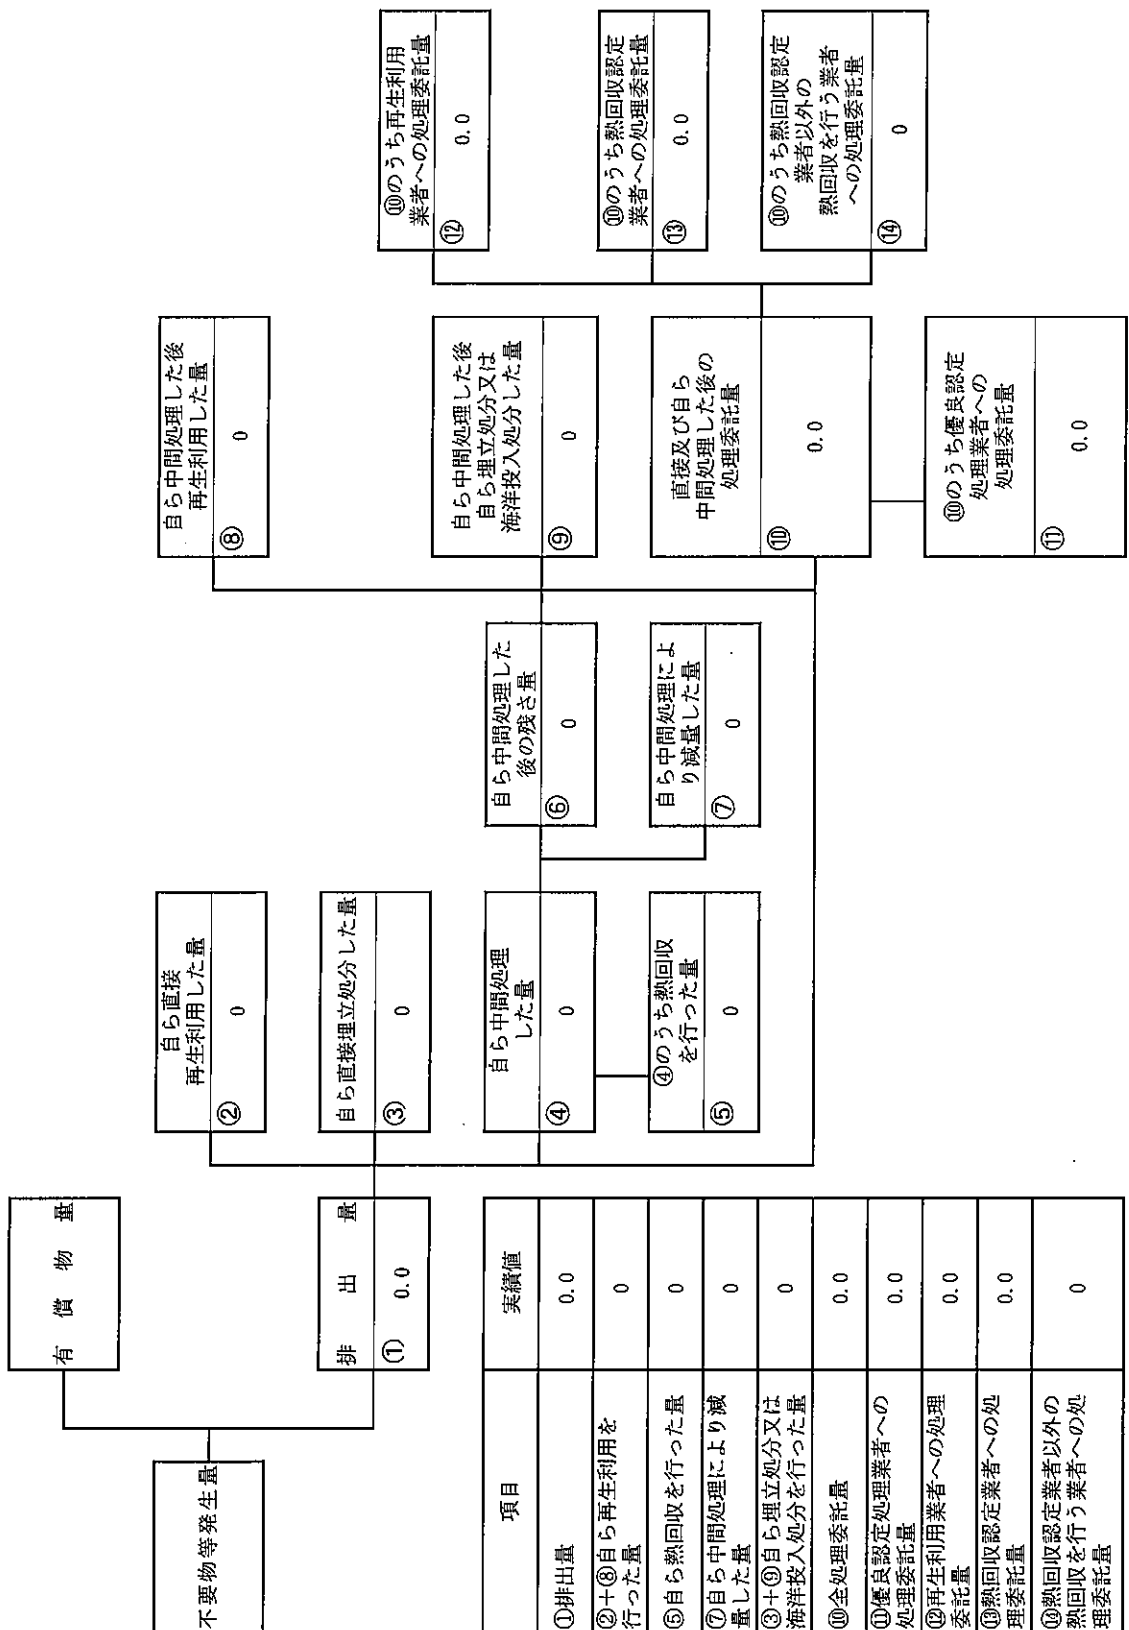 有償物量
不要物等発生量
排出量
① 0.0
自ら直接
再生利用した量
② 0
自ら直接埋立処分した量
③ 0
自ら中間処理
した量
④ 0
④のうち熱回収
を行った量
⑤ 0
自ら中間処理した
後の残さ量
⑥ 0
自ら中間処理によ
り減量した量
⑦ 0
自ら中間処理した後
再生利用した量
⑧ 0
自ら中間処理した後
自ら埋立処分又は
海洋投入処分した量
⑨ 0
直接及び自ら
中間処理した後の
処理委託量
⑩ 0.0
⑩のうち優良認定
処理業者への
処理委託量
⑪ 0.0
⑩のうち再生利用
業者への処理委託量
⑫ 0.0
⑩のうち熱回収認定
業者への処理委託量
⑬ 0.0
⑩のうち熱回収認定
業者以外の
熱回収を行う業者
への処理委託量
⑭ 0
項目 実績値
①排出量 0.0
②+⑧自ら再生利用を
行った量 0
⑤自ら熱回収を行った量 0
⑦自ら中間処理により減
量した量 0
③+⑨自ら埋立処分又は
海洋投入処分を行った量 0
⑩全処理委託量 0.0
⑪優良認定処理業者への
処理委託量 0.0
⑫再生利用業者への処理
委託量 0.0
⑬熱回収認定業者への処
理委託量 0.0
⑭熱回収認定業者以外の
熱回収を行う業者への処
理委託量 0